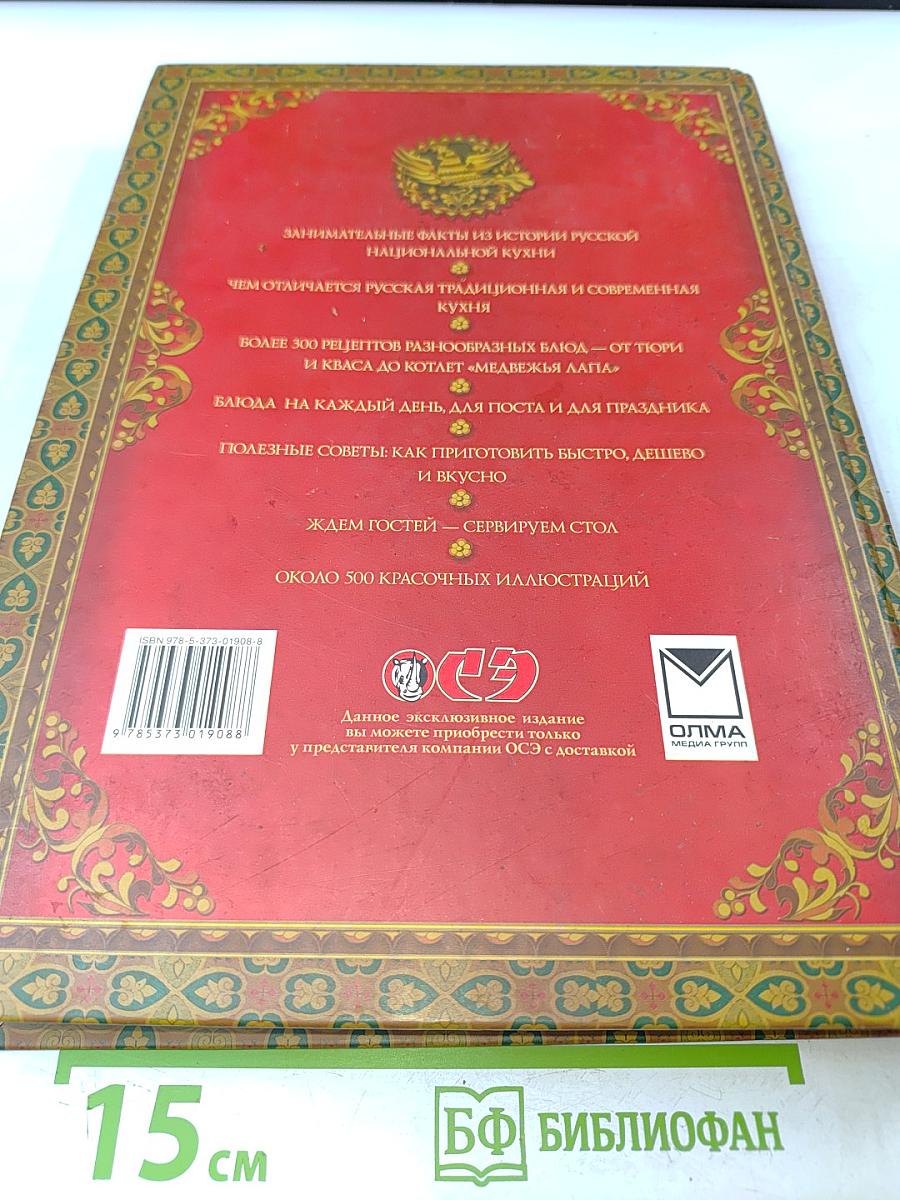 ЗАНИМАТЕЛЬНЫЕ ФАКТЫ ИЗ ИСТОРИИ РУССКОЙ
НАЦИОНАЛЬНОЙ КУХНИ
ЧЕМ ОТЛИЧАЕТСЯ РУССКАЯ ТРАДИЦИОННАЯ И СОВРЕМЕННАЯ
КУХНЯ
БОЛЕЕ 300 РЕЦЕПТОВ РАЗНООБРАЗНЫХ БЛЮД — ОТ ТЮРИ
И КВАСА ДО КОТЛЕТ «МЕДВЕЖЬЯ ЛАПА»
БЛЮДА НА КАЖДЫЙ ДЕНЬ, ДЛЯ ПОСТА И ДЛЯ ПРАЗДНИКА
ПОЛЕЗНЫЕ СОВЕТЫ: КАК ПРИГОТОВИТЬ БЫСТРО, ДЕШЕВО
И ВКУСНО
ЖДЕМ ГОСТЕЙ — СЕРВИРУЕМ СТОЛ
ОКОЛО 500 КРАСОЧНЫХ ИЛЛЮСТРАЦИЙ
ISBN 978-5-373-01908-8
9 785373 019088
ОСЭ
Данное эксклюзивное издание
вы можете приобрести только
у представителя компании ОСЭ с доставкой
ОЛМА
МЕДИА ГРУПП
15 см
БФ БИБЛИОФАН